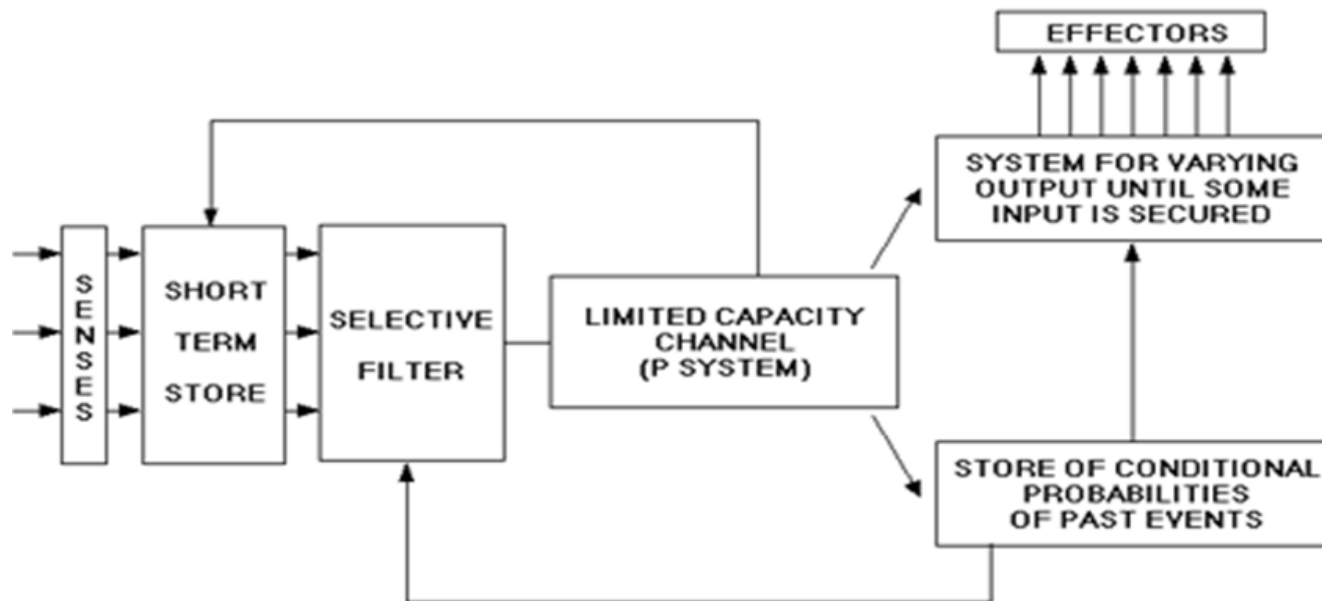 EFFECTORS
SYSTEM FOR VARYING
OUTPUT UNTIL SOME
INPUT IS SECURED
SENSES
SHORT
TERM
STORE
SELECTIVE
FILTER
LIMITED CAPACITY
CHANNEL
(P SYSTEM)
STORE OF CONDITIONAL
PROBABILITIES
OF PAST EVENTS